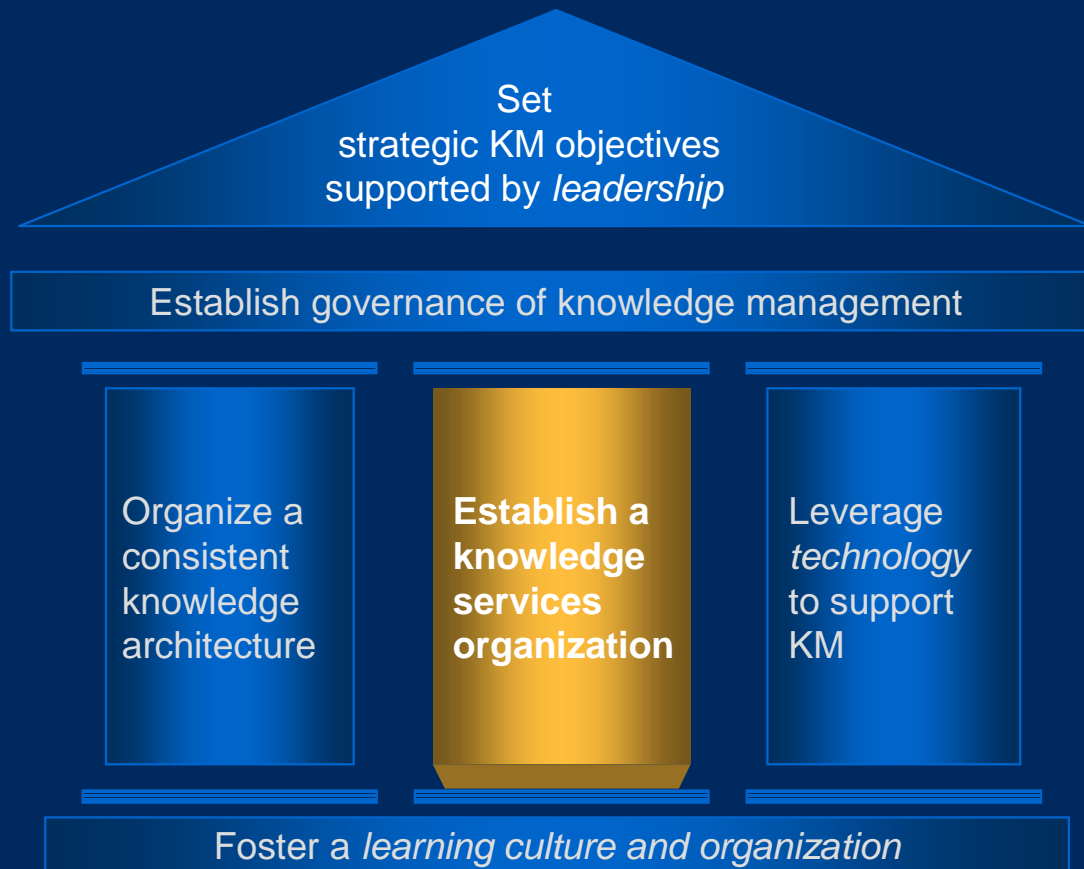 Set
strategic KM objectives
supported by leadership
Establish governance of knowledge management
Organize a
consistent
knowledge
architecture
Establish a
knowledge
services
organization
Leverage
technology
to support
KM
Foster a learning culture and organization